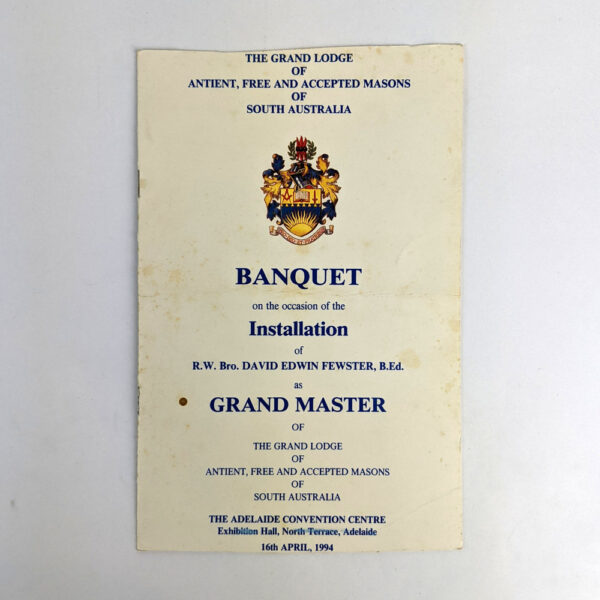 THE GRAND LODGE
OF
ANTIENT, FREE AND ACCEPTED MASONS
OF
SOUTH AUSTRALIA
BANQUET
on the occasion of the
Installation
of
R.W. Bro. DAVID EDWIN FEWSTER, B.Ed.
as
GRAND MASTER
OF
THE GRAND LODGE
OF
ANTIENT, FREE AND ACCEPTED MASONS
OF
SOUTH AUSTRALIA
THE ADELAIDE CONVENTION CENTRE
Exhibition Hall, North Terrace, Adelaide
16th APRIL, 1994